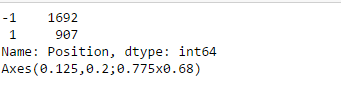 -1    1692
 1     907
Name: Position, dtype: int64
Axes(0.125,0.2;0.775x0.68)